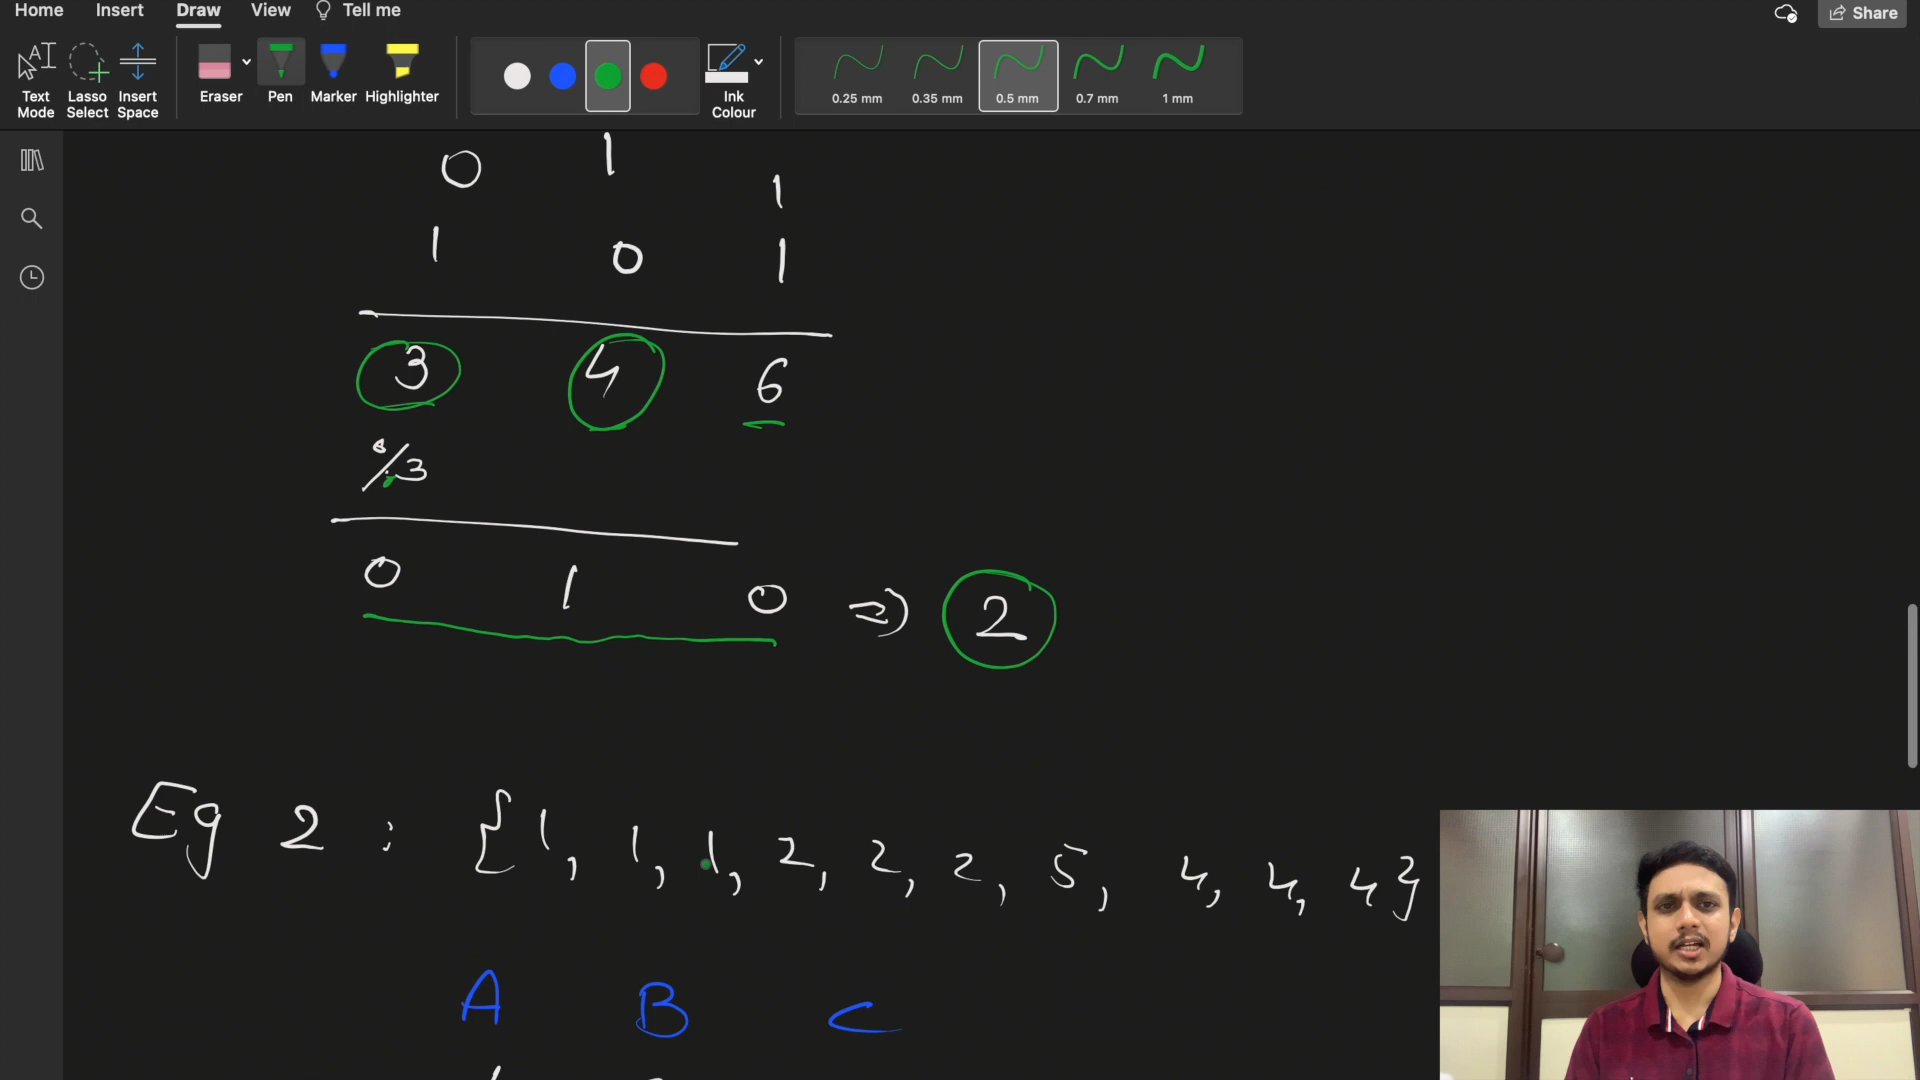 Home Insert Draw View Tell me Share
Text Mode Lasso Select Insert Space Eraser Pen Marker Highlighter Ink Colour 0.25 mm 0.35 mm 0.5 mm 0.7 mm 1 mm
0 1 1
1 0 1
3 4 6
% 3
0 1 0 => 2
Eg 2 : {1, 1, 1, 2, 2, 2, 5, 4, 4, 4}
A B C